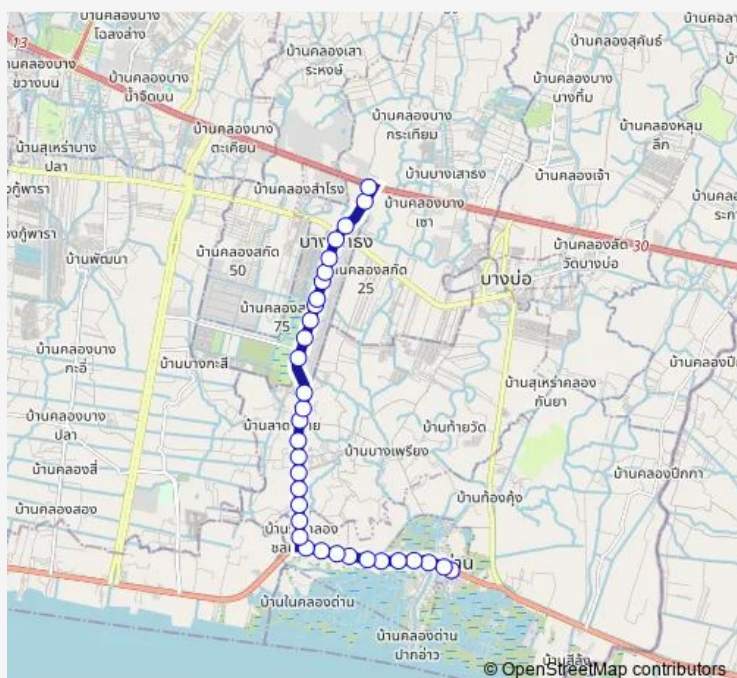 บ้านคลองบาง
โฉลงล่าง
บ้านคลองเสา
ระหงษ์
บ้านคลองสุคันธ์
13
บ้านคลองบาง
น้ำจืดบน
บ้านคลองบาง
กระเทียม
บ้านคลองบาง
นางทิ้ม
บ้านคลองบาง
ตะเคียน
บ้านคลองหลุม
ลึก
บ้านสุเหร่าบาง
ปลา
บ้านคลองสำโรง
บ้านบางเสาธง
บ้านคลองเจ้า
บ้านคลองบาง
เซา
30
บ้านคลองลัด
วัดบางบ่อ
บ้านพัฒนา
บ้านคลองสกัด
50
บ้านคลองสกัด
25
บางบ่อ
75
บ้านคลองบาง
กะอี่
บ้านบางกะสี
บ้านสุเหร่าคลอง
กันยา
บ้านคลองบาง
ปลา
บ้านท้ายวัด
บ้านบางเพรียง
บ้านคลองสี่
บ้านคลองปีกกา
บ้านท้องคุ้ง
บ้านคลองสอง
บ้านในคลองด่าน
บ้านคลองด่าน
ปากอ่าว
© OpenStreetMap contributors